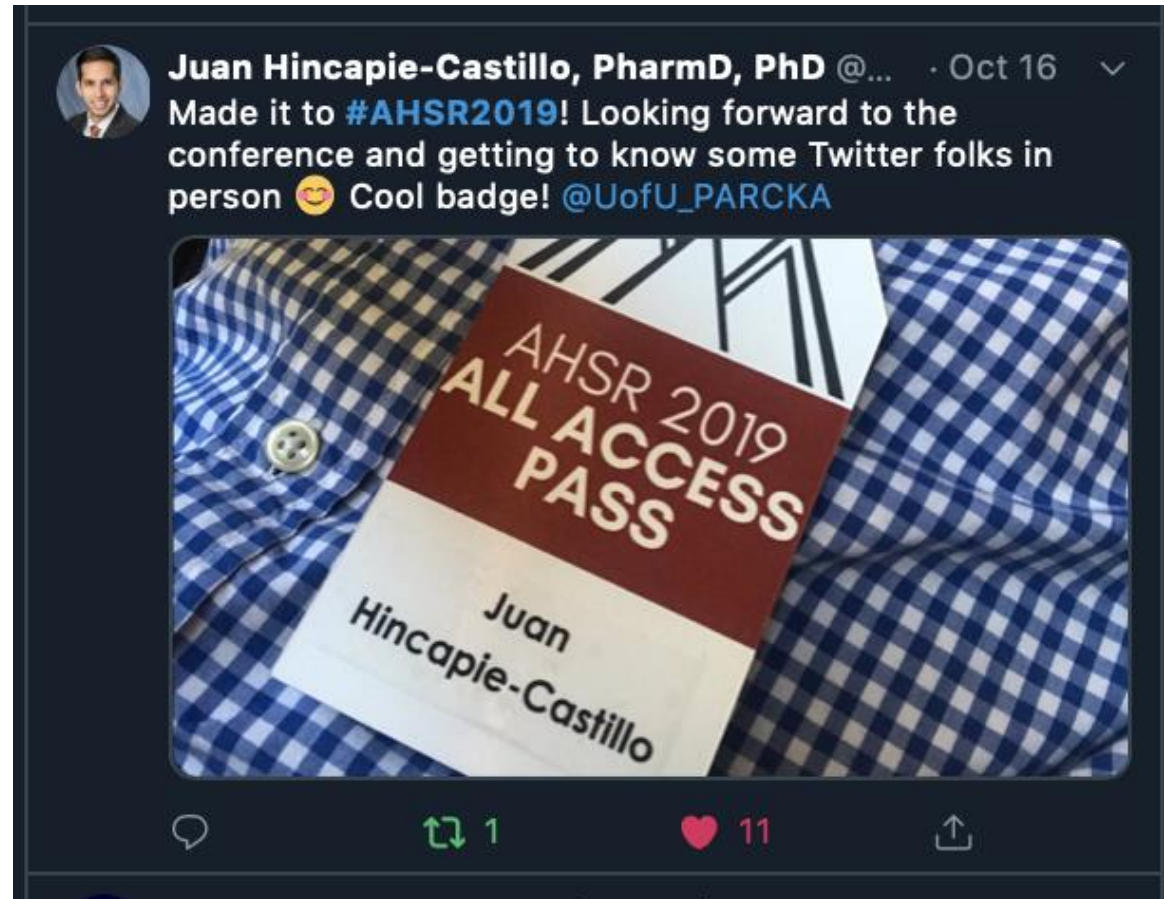 Juan Hincapie-Castillo, PharmD, PhD @... · Oct 16
Made it to #AHSR2019! Looking forward to the
conference and getting to know some Twitter folks in
person 😊 Cool badge! @UofU_PARCKA
AHSR 2019
ALL ACCESS
PASS
Juan
Hincapie-Castillo
1
11